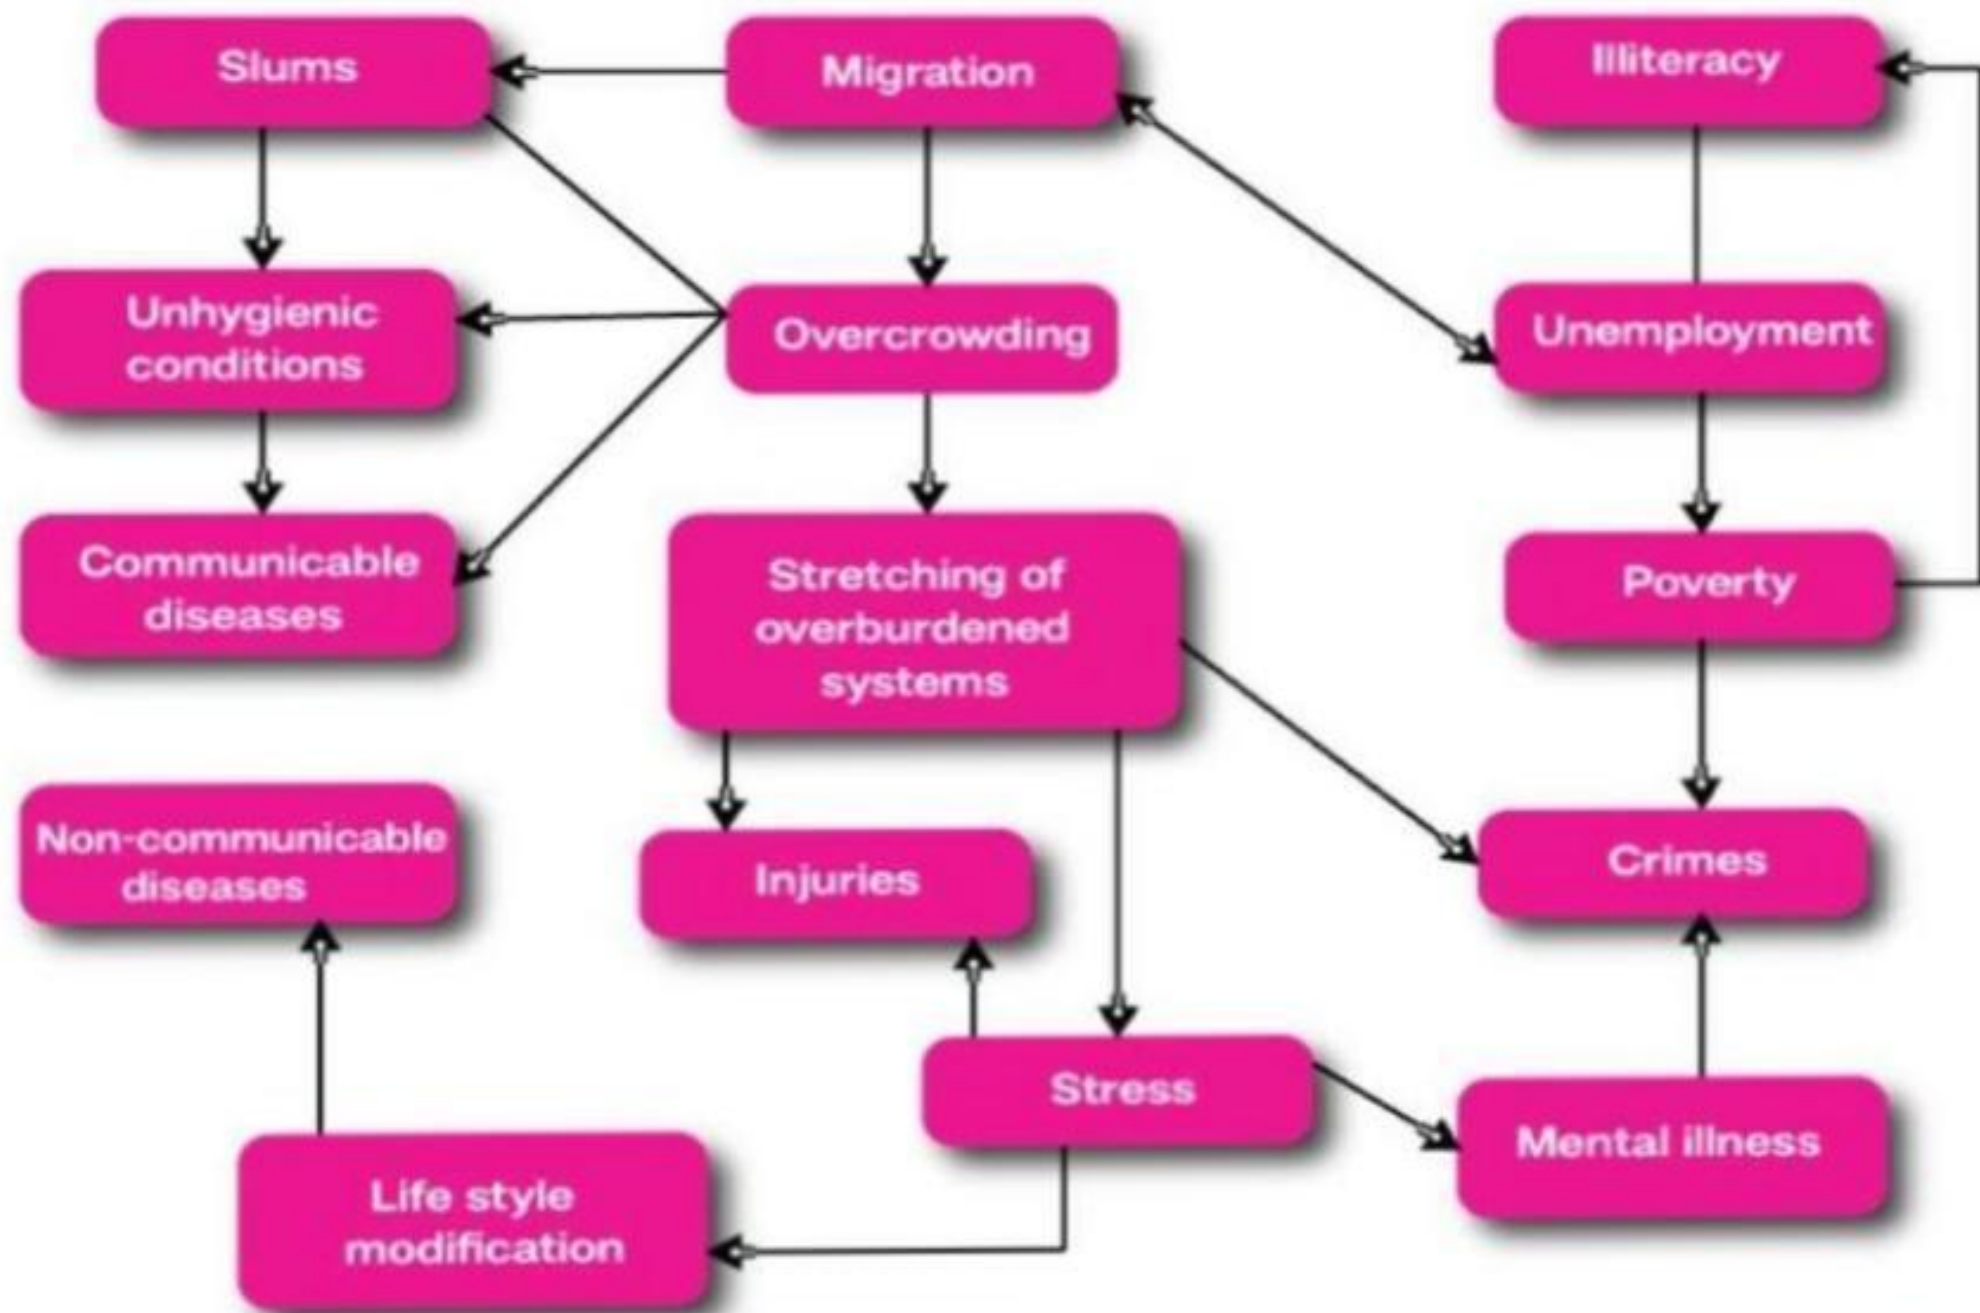 Slums
Migration
Illiteracy
Unhygienic
conditions
Overcrowding
Unemployment
Communicable
diseases
Stretching of
overburdened
systems
Poverty
Non-communicable
diseases
Injuries
Crimes
Stress
Mental illness
Life style
modification